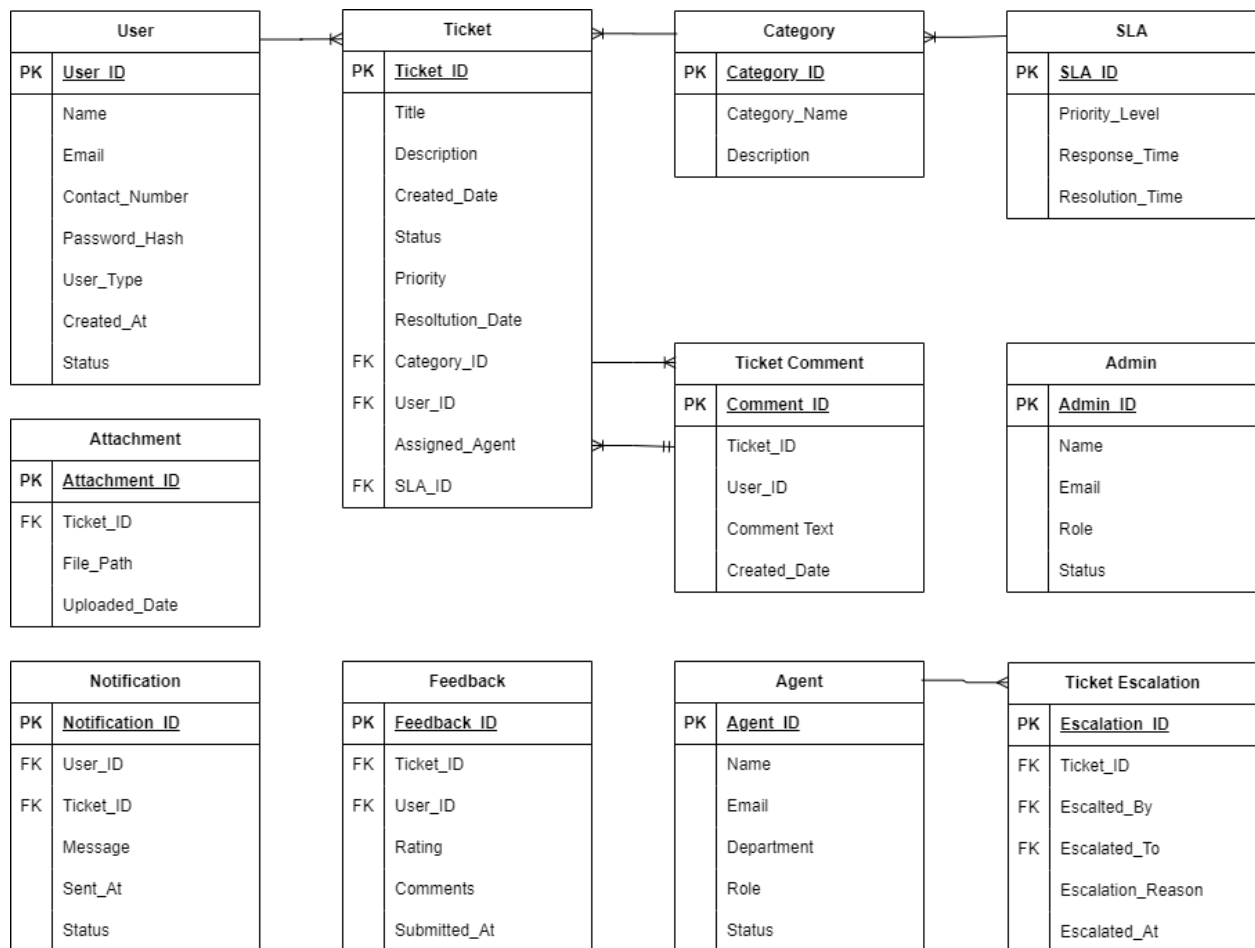 User
PK User_ID
Name
Email
Contact_Number
Password_Hash
User_Type
Created_At
Status
Ticket
PK Ticket_ID
Title
Description
Created_Date
Status
Priority
Resoltution_Date
FK Category_ID
FK User_ID
Assigned_Agent
FK SLA_ID
Category
PK Category_ID
Category_Name
Description
SLA
PK SLA_ID
Priority_Level
Response_Time
Resolution_Time
Attachment
PK Attachment_ID
FK Ticket_ID
File_Path
Uploaded_Date
Ticket Comment
PK Comment_ID
Ticket_ID
User_ID
Comment Text
Created_Date
Admin
PK Admin_ID
Name
Email
Role
Status
Notification
PK Notification_ID
FK User_ID
FK Ticket_ID
Message
Sent_At
Status
Feedback
PK Feedback_ID
FK Ticket_ID
FK User_ID
Rating
Comments
Submitted_At
Agent
PK Agent_ID
Name
Email
Department
Role
Status
Ticket Escalation
PK Escalation_ID
FK Ticket_ID
FK Escalted_By
FK Escalated_To
Escalation_Reason
Escalated_At